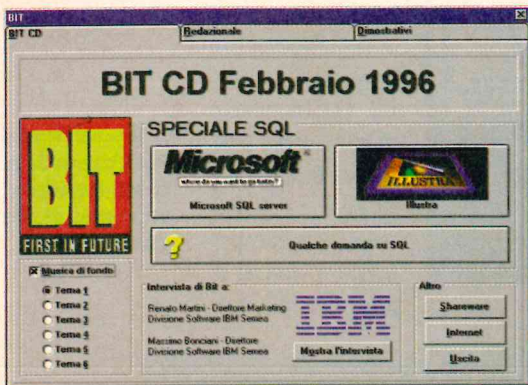 BIT
BIT CD
Redazionale
Dimostrativi
BIT CD Febbraio 1996
BIT
FIRST IN FUTURE
SPECIALE SQL
Microsoft
where do you want to go today?
Microsoft SQL server
ILLUSTRA
Illustra
? Qualche domanda su SQL
Musica di fondo
Tema 1
Tema 2
Tema 3
Tema 4
Tema 5
Tema 6
Intervista di Bit a:
Renato Martini - Direttore Marketing
Divisione Software IBM Semea
Massimo Bonciani - Direttore
Divisione Software IBM Semea
IBM
Mostra l'intervista
Altro
Shareware
Internet
Uscita